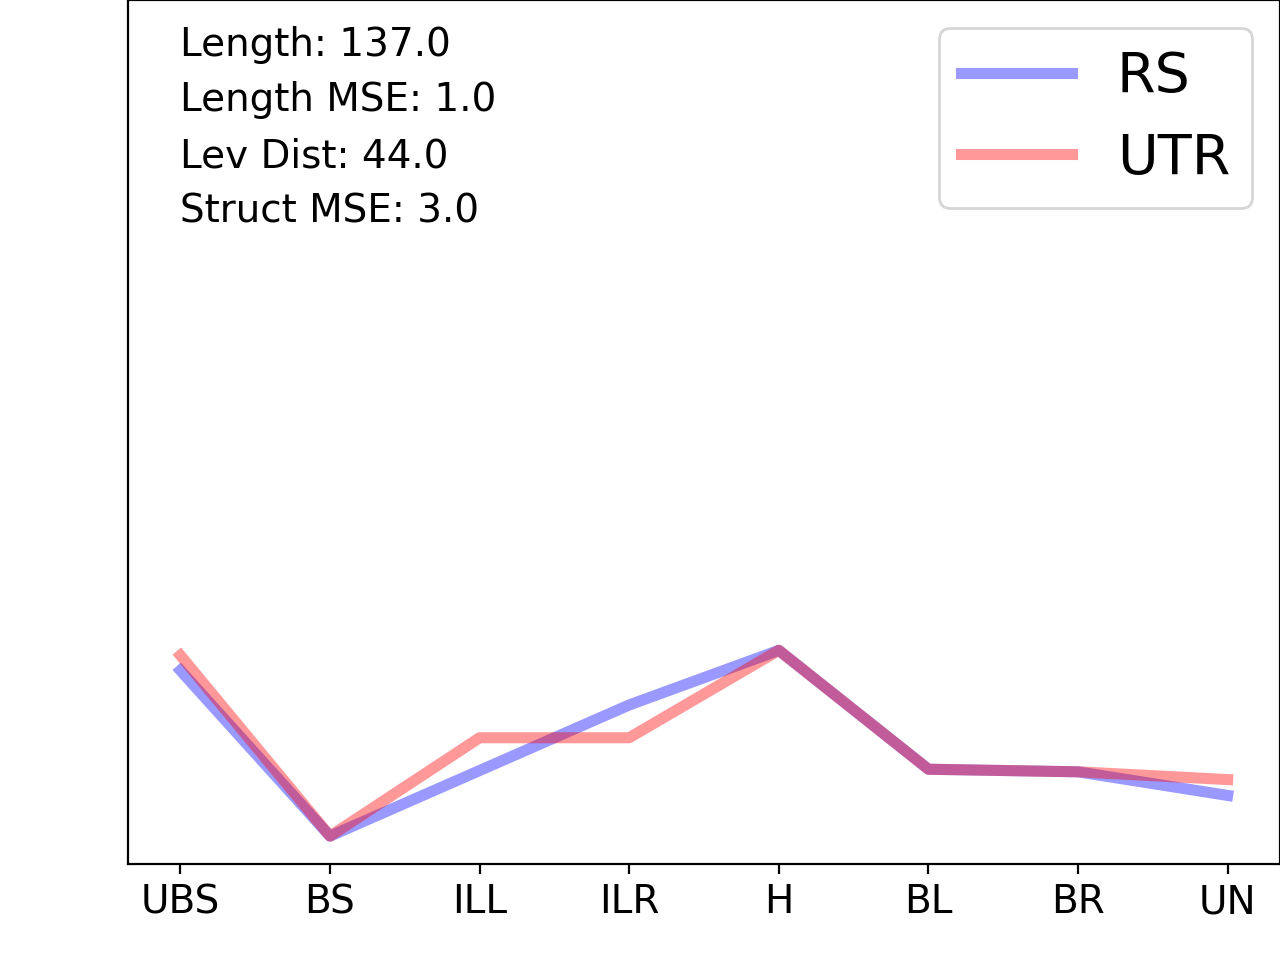 Length: 137.0
Length MSE: 1.0
Lev Dist: 44.0
Struct MSE: 3.0
RS
UTR
UBS BS ILL ILR H BL BR UN